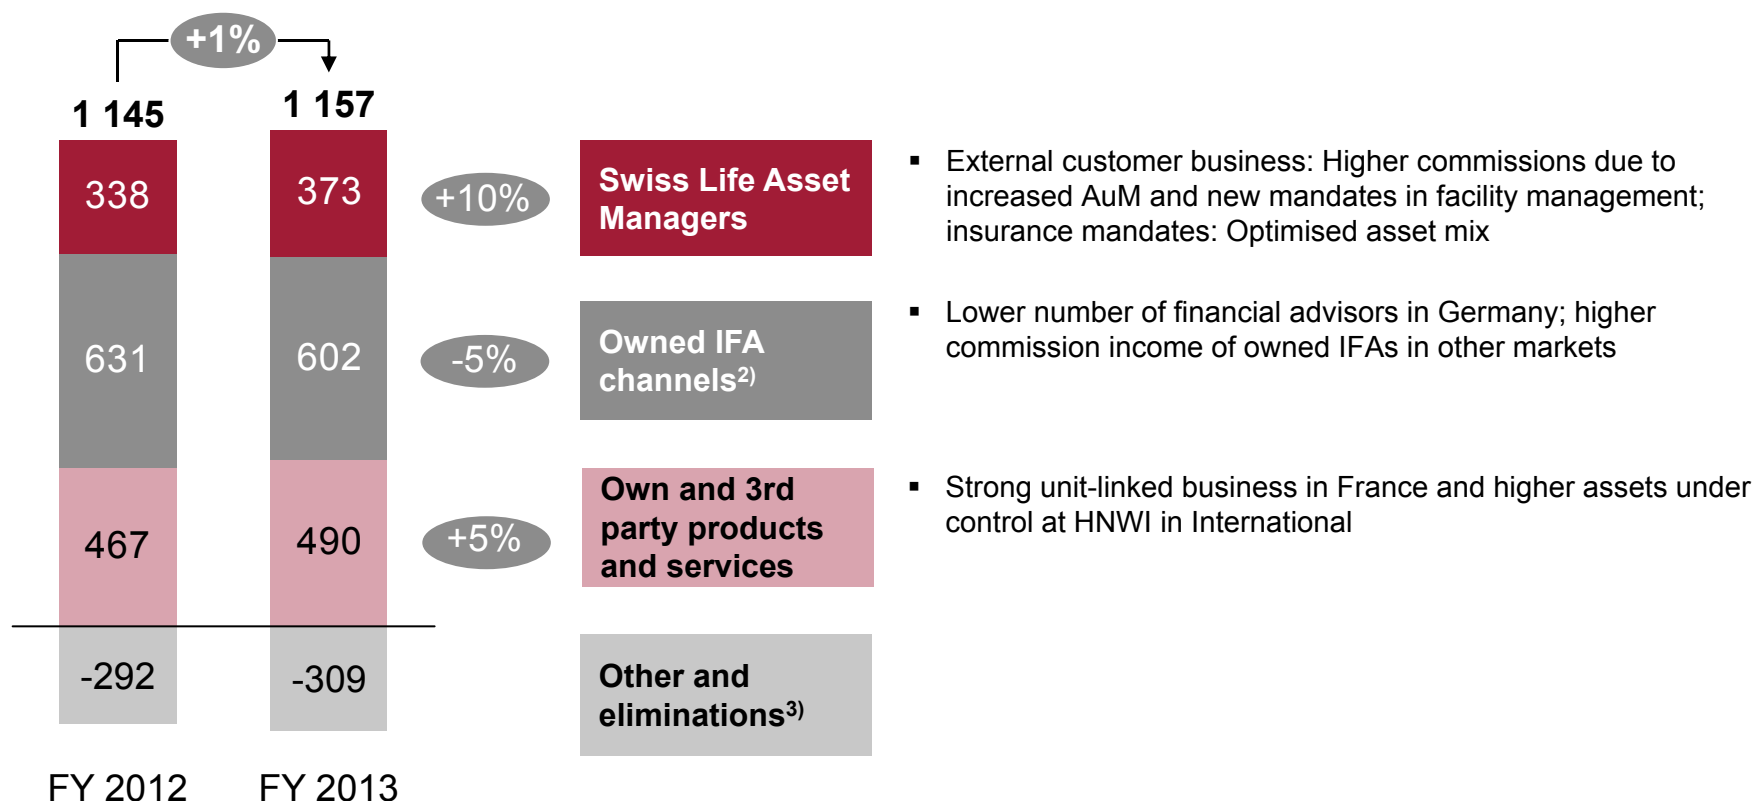 +1%
1 145
1 157
338
373
+10%
Swiss Life Asset
Managers
▪ External customer business: Higher commissions due to
increased AuM and new mandates in facility management;
insurance mandates: Optimised asset mix
631
602
-5%
Owned IFA
channels2)
▪ Lower number of financial advisors in Germany; higher
commission income of owned IFAs in other markets
467
490
+5%
Own and 3rd
party products
and services
▪ Strong unit-linked business in France and higher assets under
control at HNWI in International
-292
-309
Other and
eliminations3)
FY 2012
FY 2013